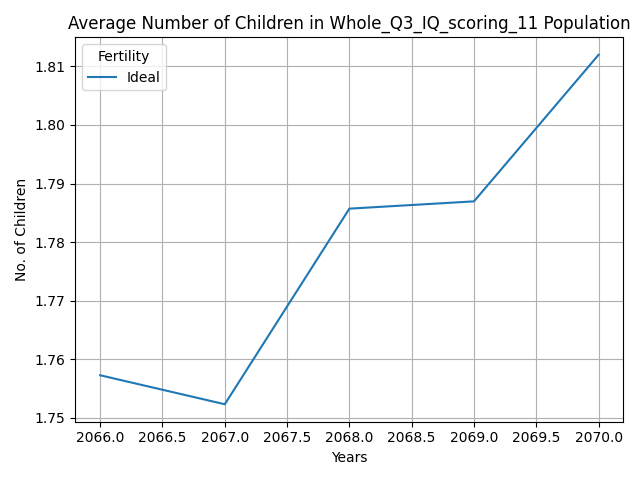 Average Number of Children in Whole_Q3_IQ_scoring_11 Population
Fertility
Ideal
1.81
1.80
1.79
1.78
1.77
1.76
1.75
No. of Children
2066.0 2066.5 2067.0 2067.5 2068.0 2068.5 2069.0 2069.5 2070.0
Years